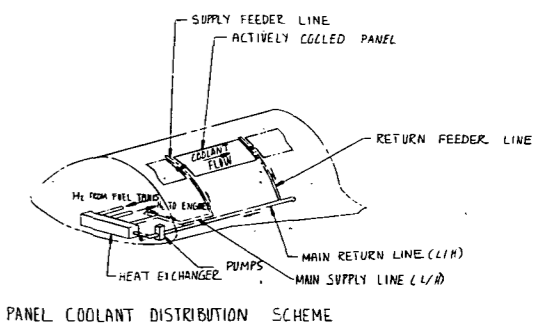 SUPPLY FEEDER LINE
ACTIVELY COOLED PANEL
COOLANT
FLOW
RETURN FEEDER LINE
H₂ FROM FUEL TANKS
TO ENGINE
MAIN RETURN LINE (L/H)
PUMPS
HEAT EXCHANGER
MAIN SUPPLY LINE (L/H)
PANEL COOLANT DISTRIBUTION SCHEME